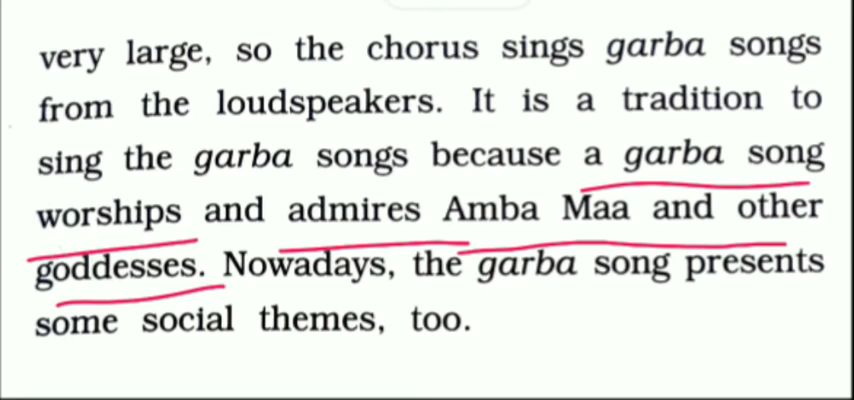 very large, so the chorus sings garba songs
from the loudspeakers. It is a tradition to
sing the garba songs because a garba song
worships and admires Amba Maa and other
goddesses. Nowadays, the garba song presents
some social themes, too.